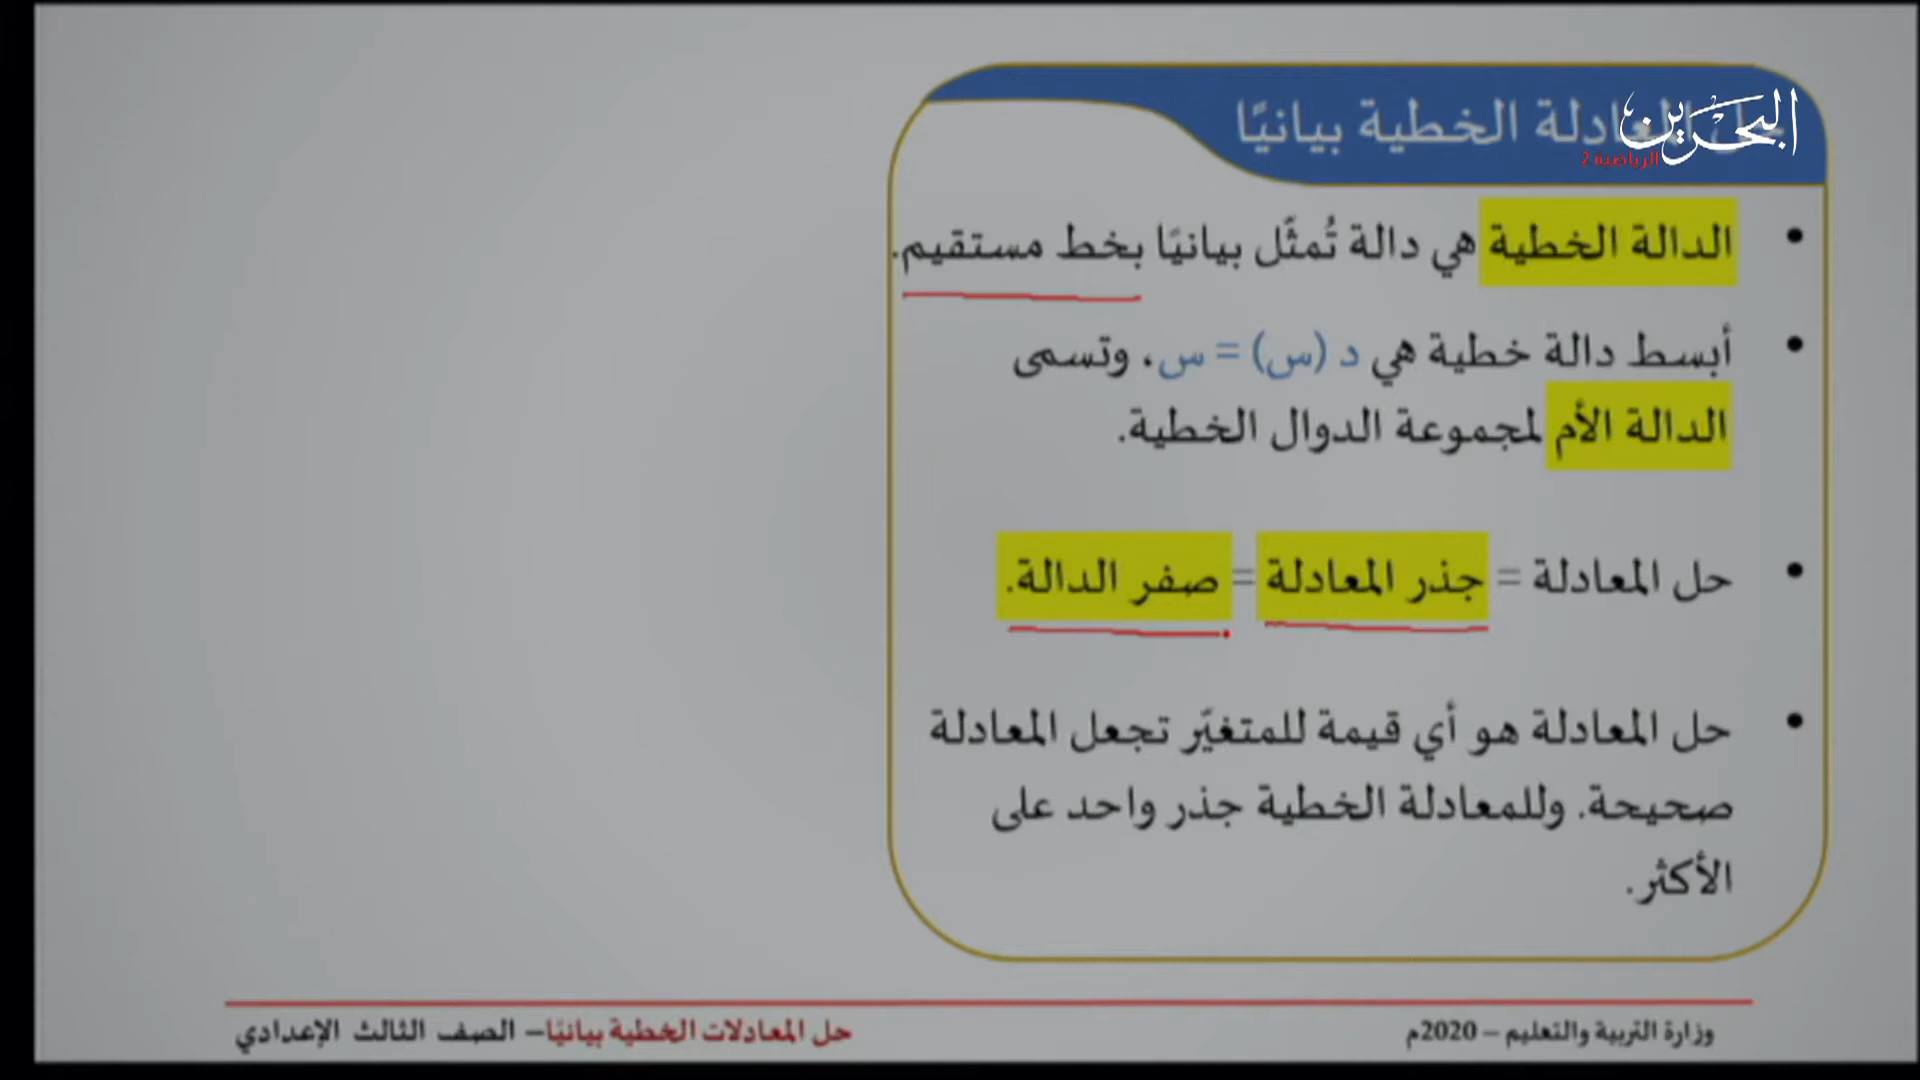 البحرين
الرياضية 2
حل المعادلة الخطية بيانيًا
• الدالة الخطية هي دالة تُمثَّل بيانيًا بخط مستقيم.
• أبسط دالة خطية هي د (س) = س، وتسمى
الدالة الأم لمجموعة الدوال الخطية.
• حل المعادلة = جذر المعادلة = صفر الدالة.
• حل المعادلة هو أي قيمة للمتغيّر تجعل المعادلة
صحيحة. وللمعادلة الخطية جذر واحد على
الأكثر.
وزارة التربية والتعليم – 2020م
حل المعادلات الخطية بيانيًا– الصف الثالث الإعدادي